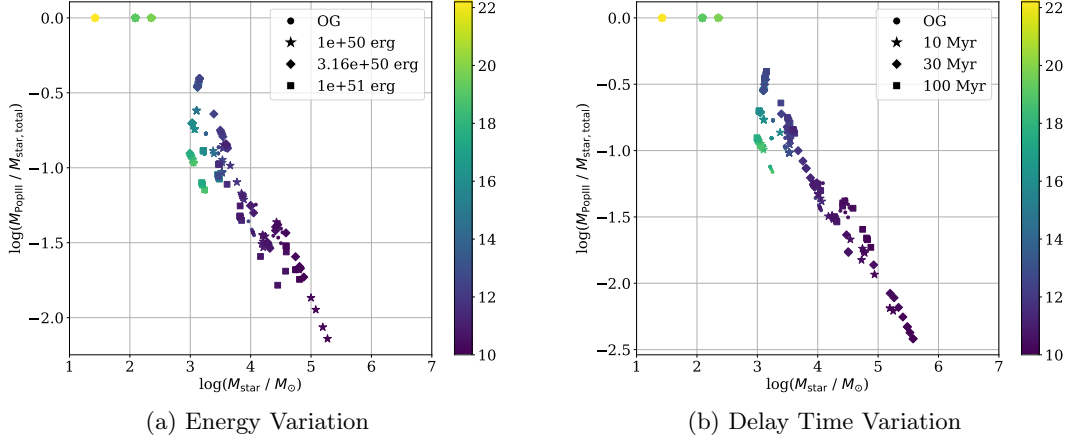 0.0
−0.5
−1.0
−1.5
−2.0
log(M_PopIII / M_star, total)
1
2
3
4
5
6
7
log(M_star / M_⊙)
OG
1e+50 erg
3.16e+50 erg
1e+51 erg
22
20
18
16
14
12
10
(a) Energy Variation
0.0
−0.5
−1.0
−1.5
−2.0
−2.5
log(M_PopIII / M_star, total)
1
2
3
4
5
6
7
log(M_star / M_⊙)
OG
10 Myr
30 Myr
100 Myr
22
20
18
16
14
12
10
(b) Delay Time Variation